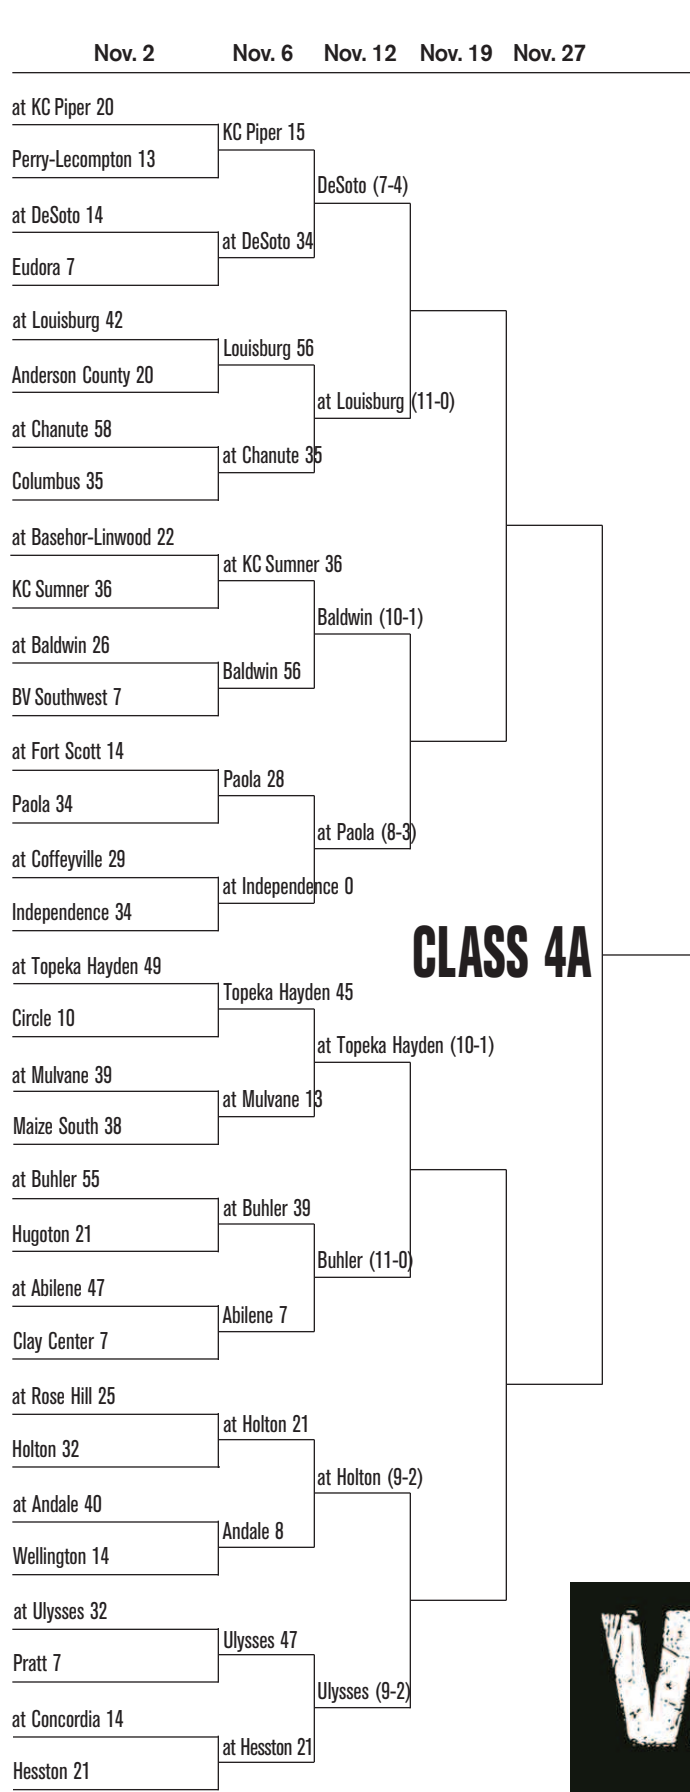 Nov. 2 Nov. 6 Nov. 12 Nov. 19 Nov. 27
at KC Piper 20
KC Piper 15
Perry-Lecompton 13
DeSoto (7-4)
at DeSoto 14
at DeSoto 34
Eudora 7
at Louisburg 42
Louisburg 56
Anderson County 20
at Louisburg (11-0)
at Chanute 58
at Chanute 35
Columbus 35
at Basehor-Linwood 22
at KC Sumner 36
KC Sumner 36
Baldwin (10-1)
at Baldwin 26
Baldwin 56
BV Southwest 7
at Fort Scott 14
Paola 28
Paola 34
at Paola (8-3)
at Coffeyville 29
at Independence 0
Independence 34
CLASS 4A
at Topeka Hayden 49
Topeka Hayden 45
Circle 10
at Topeka Hayden (10-1)
at Mulvane 39
at Mulvane 13
Maize South 38
at Buhler 55
at Buhler 39
Hugoton 21
Buhler (11-0)
at Abilene 47
Abilene 7
Clay Center 7
at Rose Hill 25
at Holton 21
Holton 32
at Holton (9-2)
at Andale 40
Andale 8
Wellington 14
at Ulysses 32
Ulysses 47
Pratt 7
Ulysses (9-2)
at Concordia 14
at Hesston 21
Hesston 21
V